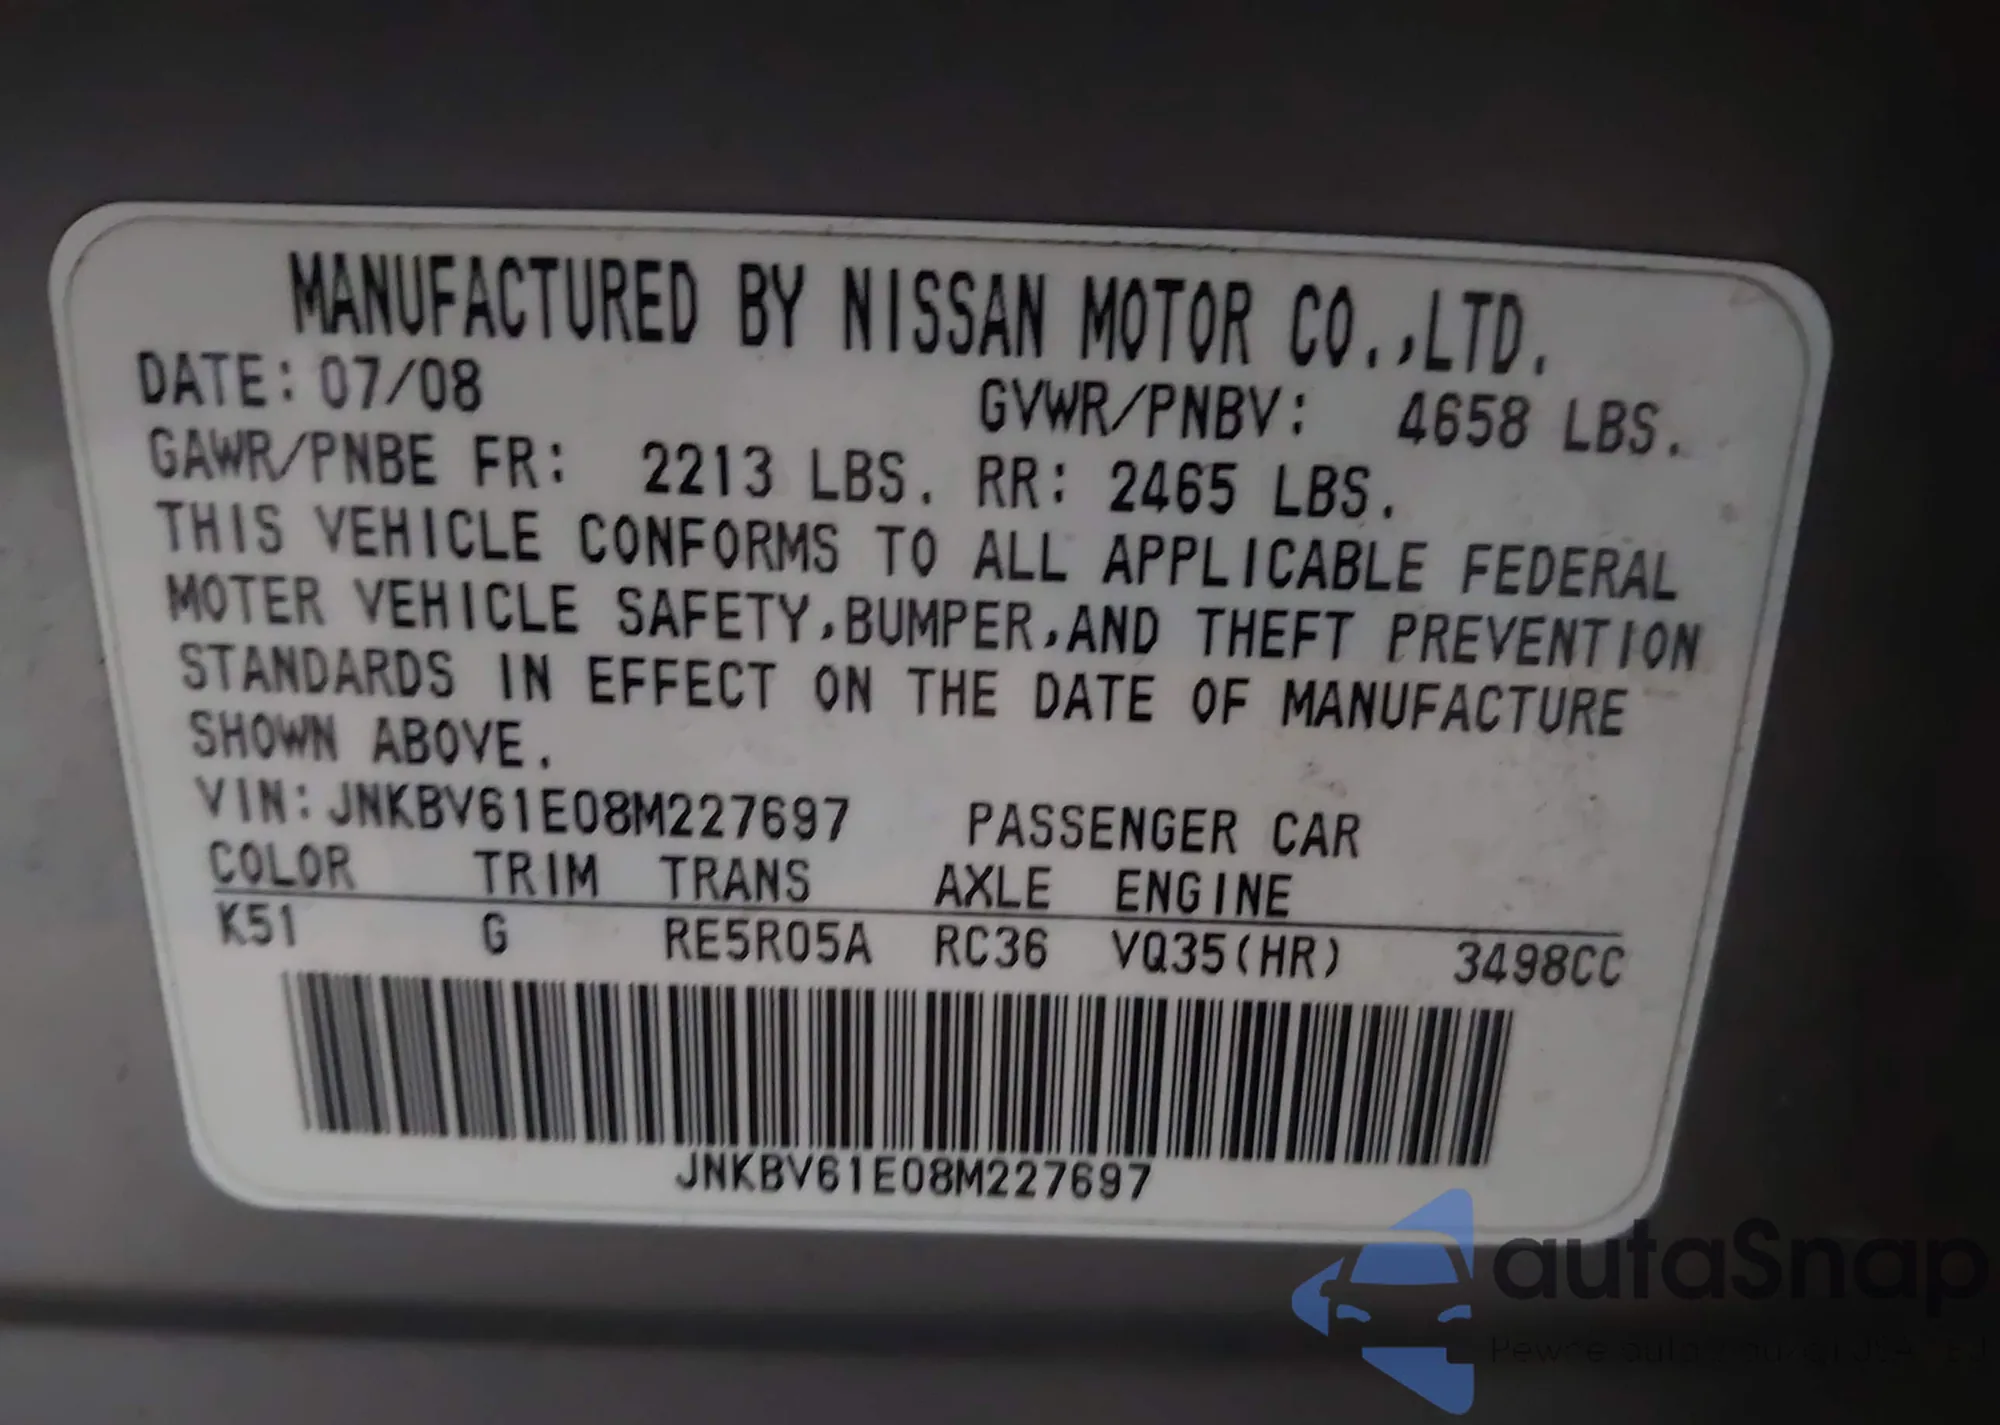 MANUFACTURED BY NISSAN MOTOR CO.,LTD.
DATE: 07/08 GVWR/PNBV: 4658 LBS.
GAWR/PNBE FR: 2213 LBS. RR: 2465 LBS.
THIS VEHICLE CONFORMS TO ALL APPLICABLE FEDERAL
MOTER VEHICLE SAFETY,BUMPER,AND THEFT PREVENTION
STANDARDS IN EFFECT ON THE DATE OF MANUFACTURE
SHOWN ABOVE.
VIN:JNKBV61E08M227697 PASSENGER CAR
COLOR TRIM TRANS AXLE ENGINE
K51 G RE5R05A RC36 VQ35(HR) 3498CC
JNKBV61E08M227697
autaSnap
auta